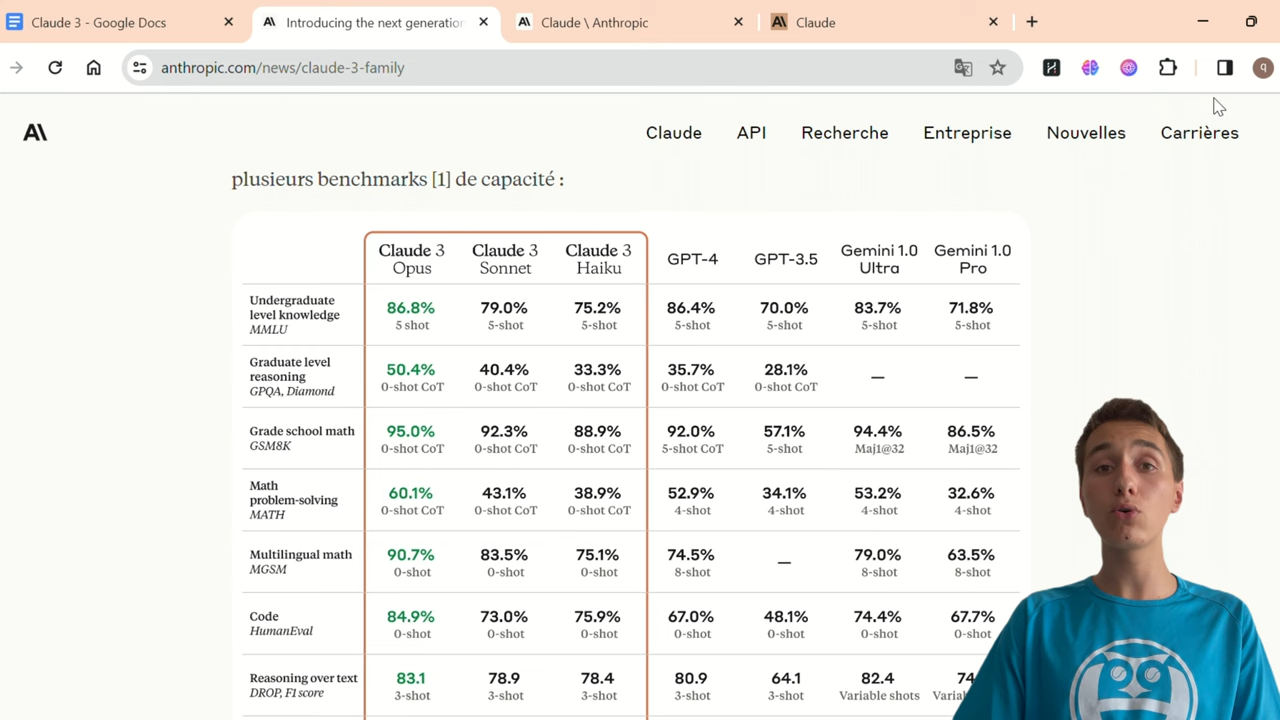 Claude 3 - Google Docs
Introducing the next generation
Claude \ Anthropic
Claude
anthropic.com/news/claude-3-family
q
Claude API Recherche Entreprise Nouvelles Carrières
plusieurs benchmarks [1] de capacité :
Claude 3 Opus
Claude 3 Sonnet
Claude 3 Haiku
GPT-4
GPT-3.5
Gemini 1.0 Ultra
Gemini 1.0 Pro
Undergraduate
level knowledge
MMLU
86.8% 79.0% 75.2% 86.4% 70.0% 83.7% 71.8%
5 shot 5-shot 5-shot 5-shot 5-shot 5-shot 5-shot
Graduate level
reasoning
GPQA, Diamond
50.4% 40.4% 33.3% 35.7% 28.1% — —
0-shot CoT 0-shot CoT 0-shot CoT 0-shot CoT 0-shot CoT
Grade school math
GSM8K
95.0% 92.3% 88.9% 92.0% 57.1% 94.4% 86.5%
0-shot CoT 0-shot CoT 0-shot CoT 5-shot CoT 5-shot Maj1@32 Maj1@32
Math
problem-solving
MATH
60.1% 43.1% 38.9% 52.9% 34.1% 53.2% 32.6%
0-shot CoT 0-shot CoT 0-shot CoT 4-shot 4-shot 4-shot 4-shot
Multilingual math
MGSM
90.7% 83.5% 75.1% 74.5% — 79.0% 63.5%
0-shot 0-shot 0-shot 8-shot 8-shot 8-shot
Code
HumanEval
84.9% 73.0% 75.9% 67.0% 48.1% 74.4% 67.7%
0-shot 0-shot 0-shot 0-shot 0-shot 0-shot 0-shot
Reasoning over text
DROP, F1 score
83.1 78.9 78.4 80.9 64.1 82.4
3-shot 3-shot 3-shot 3-shot 3-shot Variable shots